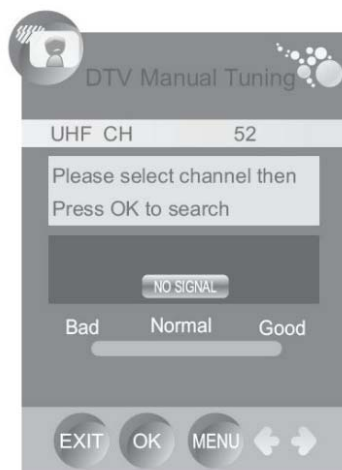 DTV Manual Tuning
UHF CH 52
Please select channel then
Press OK to search
NO SIGNAL
Bad Normal Good
EXIT OK MENU